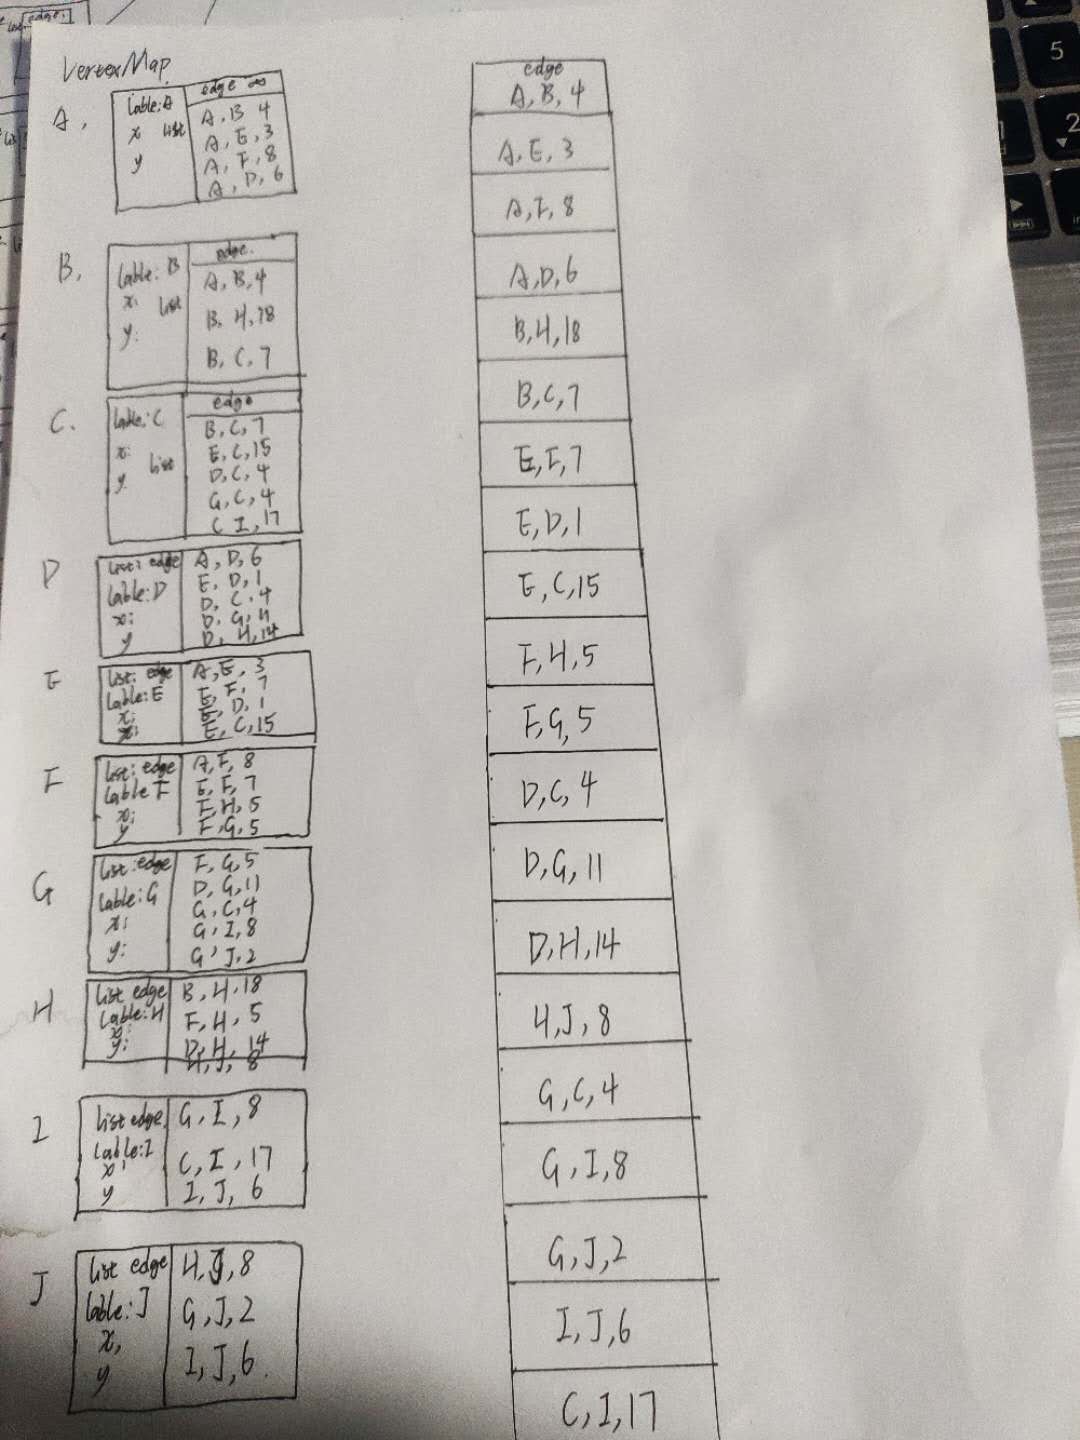 VertexMap
A.
lable: A
x list
y
edge
A, B 4
A, E, 3
A, F, 8
A, D, 6
B.
lable: B
x: list
y:
edge.
A, B, 4
B, H, 18
B, C, 7
C.
lable: C
x: list
y
edge
B, C, 7
E, C, 15
D, C, 4
G, C, 4
C I, 17
D
list: edge
lable: D
x:
y
A, D, 6
E, D, 1
D, C, 4
D, G, 11
D, H, 14
E
list: edge
lable: E
x:
A, E, 3
E, F, 7
E, D, 1
E, C, 15
F
list: edge
lable F
x:
y
A, F, 8
E, F, 7
F, H, 5
F, G, 5
G
list: edge
lable: G
x:
y:
F, G, 5
D, G, 11
G, C, 4
G, I, 8
G, J, 2
H
list edge
lable: H
x:
y:
B, H, 18
F, H, 5
D, H, 14
H, J, 8
I
list edge
lable: I
x
y
G, I, 8
C, I, 17
I, J, 6
J
list edge
lable: J
x,
y
H, J, 8
G, J, 2
I, J, 6
edge
A, B, 4
A, E, 3
A, F, 8
A, D, 6
B, H, 18
B, C, 7
E, F, 7
E, D, 1
E, C, 15
F, H, 5
F, G, 5
D, C, 4
D, G, 11
D, H, 14
H, J, 8
G, C, 4
G, I, 8
G, J, 2
I, J, 6
C, I, 17
5
2